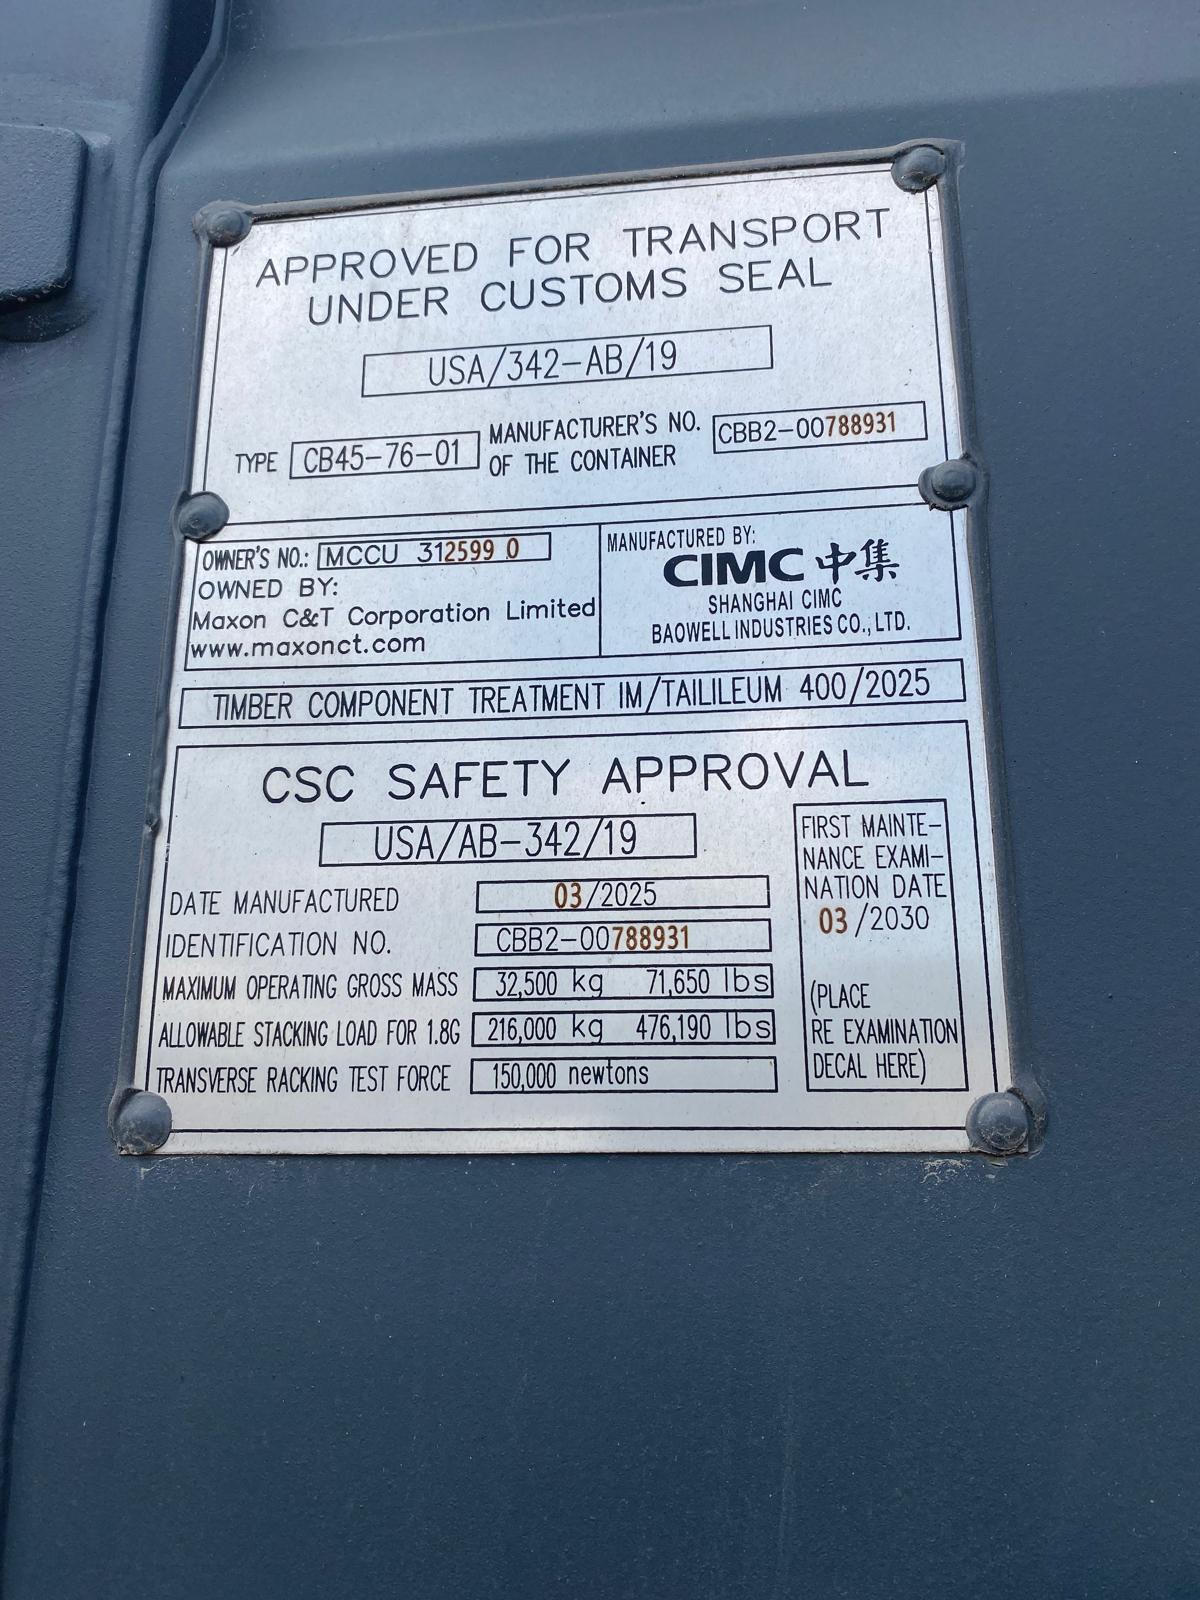 APPROVED FOR TRANSPORT
UNDER CUSTOMS SEAL
USA/342-AB/19
TYPE CB45-76-01 MANUFACTURER'S NO. OF THE CONTAINER CBB2-00788931
OWNER'S NO.: MCCU 312599 0
OWNED BY:
Maxon C&T Corporation Limited
www.maxonct.com
MANUFACTURED BY:
CIMC 中集
SHANGHAI CIMC
BAOWELL INDUSTRIES CO., LTD.
TIMBER COMPONENT TREATMENT IM/TAILILEUM 400/2025
CSC SAFETY APPROVAL
USA/AB-342/19
DATE MANUFACTURED 03/2025
IDENTIFICATION NO. CBB2-00788931
MAXIMUM OPERATING GROSS MASS 32,500 kg 71,650 lbs
ALLOWABLE STACKING LOAD FOR 1.8G 216,000 kg 476,190 lbs
TRANSVERSE RACKING TEST FORCE 150,000 newtons
FIRST MAINTE-
NANCE EXAMI-
NATION DATE
03/2030
(PLACE
RE EXAMINATION
DECAL HERE)